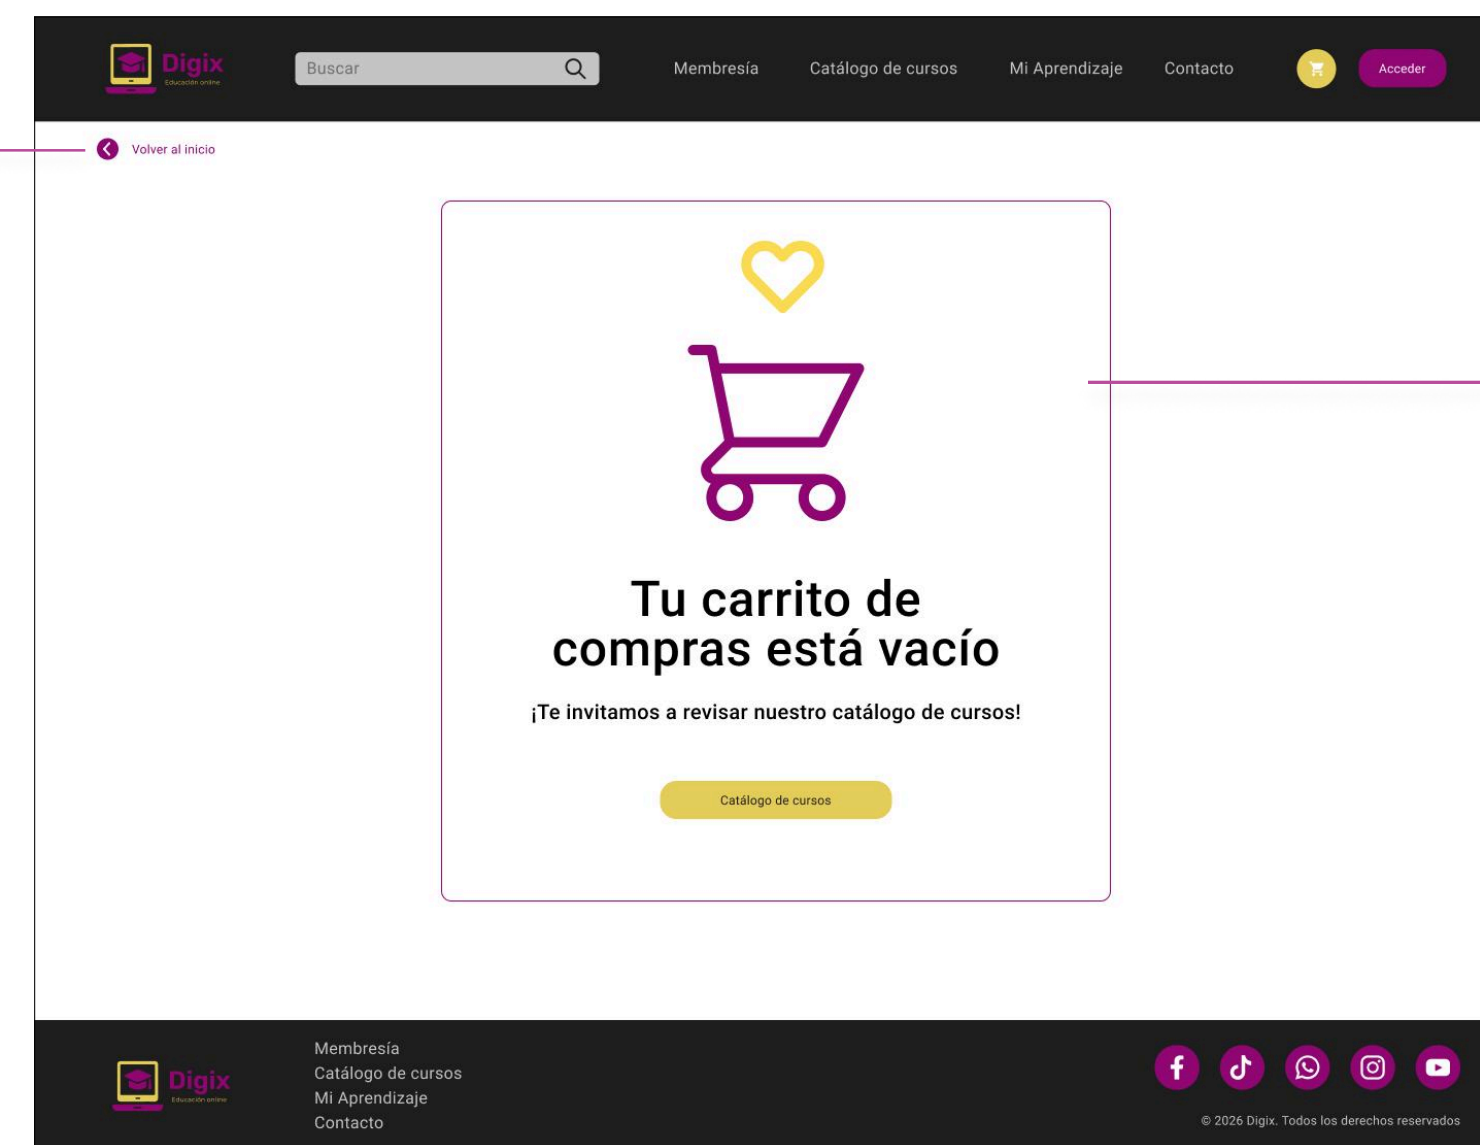 Digix
Educación online
Buscar
Membresía
Catálogo de cursos
Mi Aprendizaje
Contacto
Acceder
Volver al inicio
Tu carrito de
compras está vacío
¡Te invitamos a revisar nuestro catálogo de cursos!
Catálogo de cursos
Digix
Educación online
Membresía
Catálogo de cursos
Mi Aprendizaje
Contacto
© 2026 Digix. Todos los derechos reservados